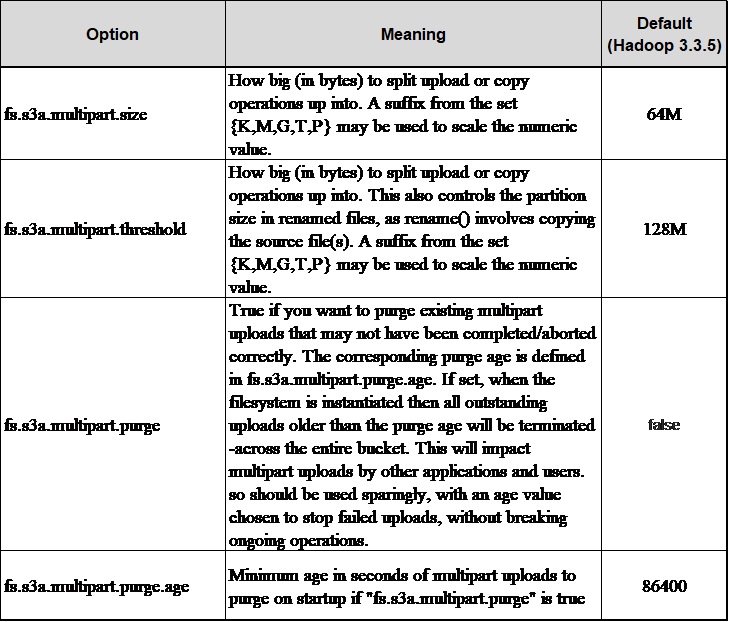 Option
Meaning
Default
(Hadoop 3.3.5)
fs.s3a.multipart.size
How big (in bytes) to split upload or copy
operations up into. A suffix from the set
{K,M,G,T,P} may be used to scale the numeric
value.
64M
fs.s3a.multipart.threshold
How big (in bytes) to split upload or copy
operations up into. This also controls the partition
size in renamed files, as rename() involves copying
the source file(s). A suffix from the set
{K,M,G,T,P} may be used to scale the numeric
value.
128M
fs.s3a.multipart.purge
True if you want to purge existing multipart
uploads that may not have been completed/aborted
correctly. The corresponding purge age is defined
in fs.s3a.multipart.purge.age. If set, when the
filesystem is instantiated then all outstanding
uploads older than the purge age will be terminated
-across the entire bucket. This will impact
multipart uploads by other applications and users.
so should be used sparingly, with an age value
chosen to stop failed uploads, without breaking
ongoing operations.
false
fs.s3a.multipart.purge.age
Minimum age in seconds of multipart uploads to
purge on startup if "fs.s3a.multipart.purge" is true
86400